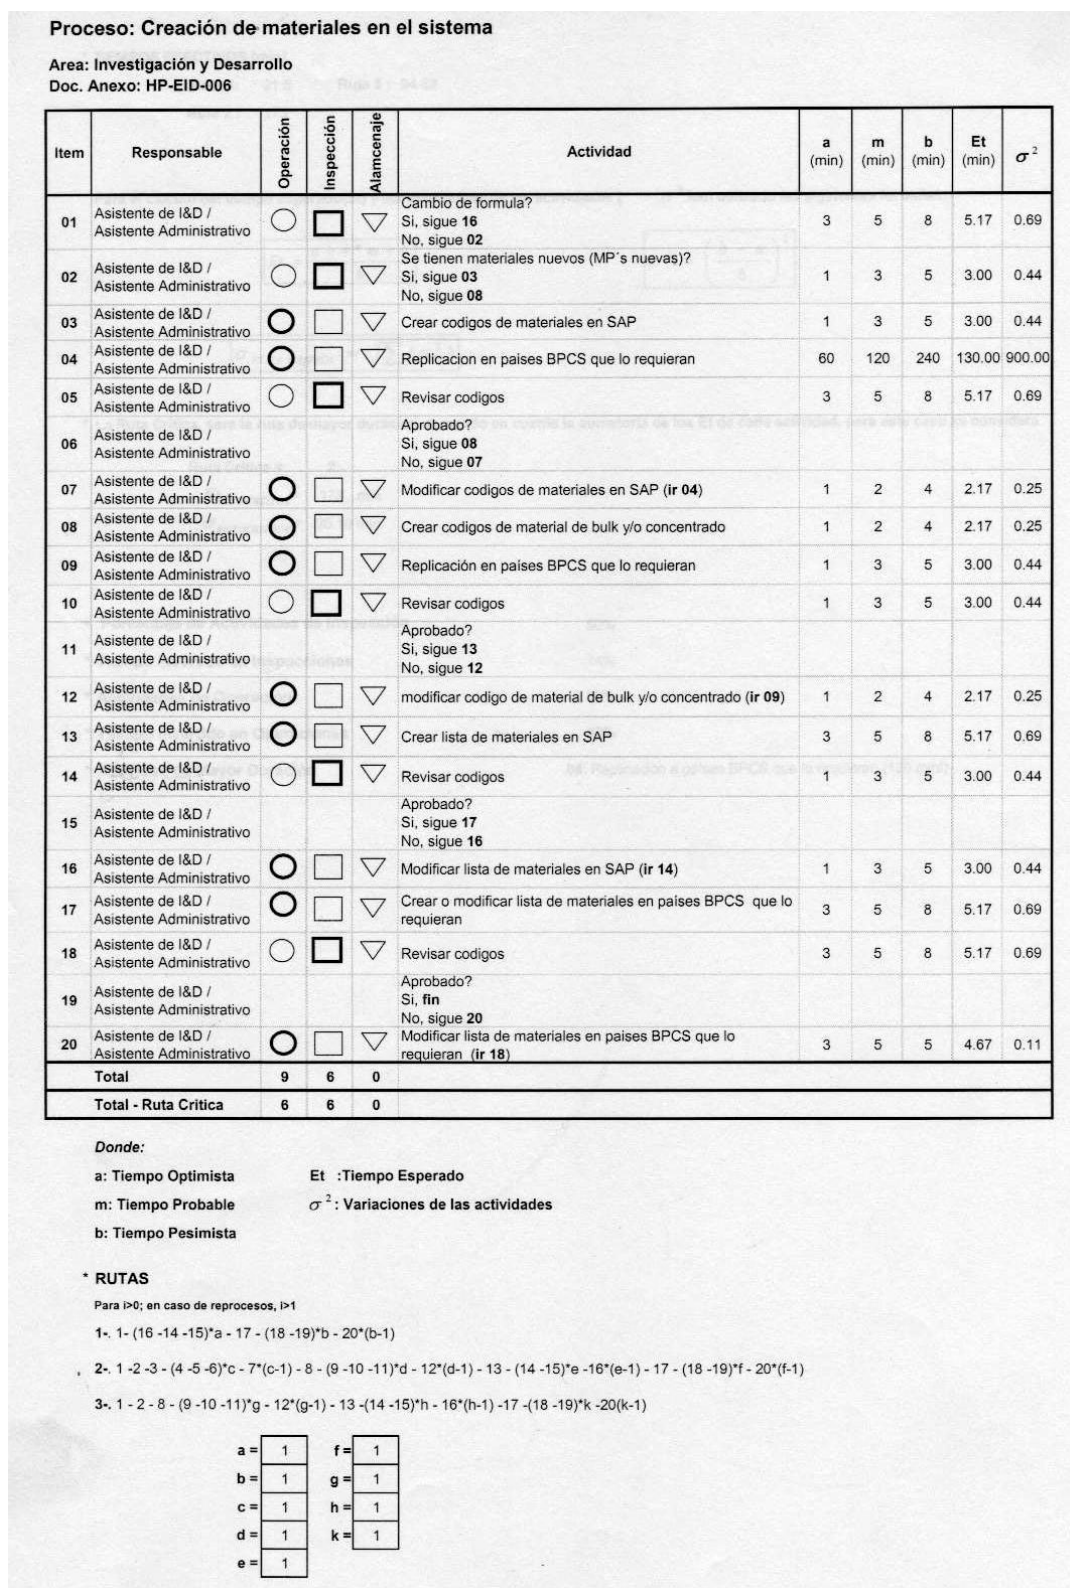 Proceso: Creación de materiales en el sistema
Area: Investigación y Desarrollo
Doc. Anexo: HP-EID-006
Item Responsable Operación Inspección Alamcenaje Actividad a (min) m (min) b (min) Et (min) σ²
01 Asistente de I&D / Asistente Administrativo Cambio de formula? 3 5 8 5.17 0.69
Si, sigue 16
No, sigue 02
02 Asistente de I&D / Asistente Administrativo Se tienen materiales nuevos (MP´s nuevas)? 1 3 5 3.00 0.44
Si, sigue 03
No, sigue 08
03 Asistente de I&D / Asistente Administrativo Crear codigos de materiales en SAP 1 3 5 3.00 0.44
04 Asistente de I&D / Asistente Administrativo Replicacion en paises BPCS que lo requieran 60 120 240 130.00 900.00
05 Asistente de I&D / Asistente Administrativo Revisar codigos 3 5 8 5.17 0.69
06 Asistente de I&D / Asistente Administrativo Aprobado?
Si, sigue 08
No, sigue 07
07 Asistente de I&D / Asistente Administrativo Modificar codigos de materiales en SAP (ir 04) 1 2 4 2.17 0.25
08 Asistente de I&D / Asistente Administrativo Crear codigos de material de bulk y/o concentrado 1 2 4 2.17 0.25
09 Asistente de I&D / Asistente Administrativo Replicación en países BPCS que lo requieran 1 3 5 3.00 0.44
10 Asistente de I&D / Asistente Administrativo Revisar codigos 1 3 5 3.00 0.44
11 Asistente de I&D / Asistente Administrativo Aprobado?
Si, sigue 13
No, sigue 12
12 Asistente de I&D / Asistente Administrativo modificar codigo de material de bulk y/o concentrado (ir 09) 1 2 4 2.17 0.25
13 Asistente de I&D / Asistente Administrativo Crear lista de materiales en SAP 3 5 8 5.17 0.69
14 Asistente de I&D / Asistente Administrativo Revisar codigos 1 3 5 3.00 0.44
15 Asistente de I&D / Asistente Administrativo Aprobado?
Si, sigue 17
No, sigue 16
16 Asistente de I&D / Asistente Administrativo Modificar lista de materiales en SAP (ir 14) 1 3 5 3.00 0.44
17 Asistente de I&D / Asistente Administrativo Crear o modificar lista de materiales en países BPCS que lo requieran 3 5 8 5.17 0.69
18 Asistente de I&D / Asistente Administrativo Revisar codigos 3 5 8 5.17 0.69
19 Asistente de I&D / Asistente Administrativo Aprobado?
Si, fin
No, sigue 20
20 Asistente de I&D / Asistente Administrativo Modificar lista de materiales en paises BPCS que lo requieran (ir 18) 3 5 5 4.67 0.11
Total 9 6 0
Total - Ruta Critica 6 6 0
Donde:
a: Tiempo Optimista Et :Tiempo Esperado
m: Tiempo Probable σ²: Variaciones de las actividades
b: Tiempo Pesimista
* RUTAS
Para i>0; en caso de reprocesos, i>1
1-. 1- (16 -14 -15)*a - 17 - (18 -19)*b - 20*(b-1)
2-. 1 -2 -3 - (4 -5 -6)*c - 7*(c-1) - 8 - (9 -10 -11)*d - 12*(d-1) - 13 - (14 -15)*e -16*(e-1) - 17 - (18 -19)*f - 20*(f-1)
3-. 1 - 2 - 8 - (9 -10 -11)*g - 12*(g-1) - 13 -(14 -15)*h - 16*(h-1) -17 -(18 -19)*k -20(k-1)
a = 1 f = 1
b = 1 g = 1
c = 1 h = 1
d = 1 k = 1
e = 1